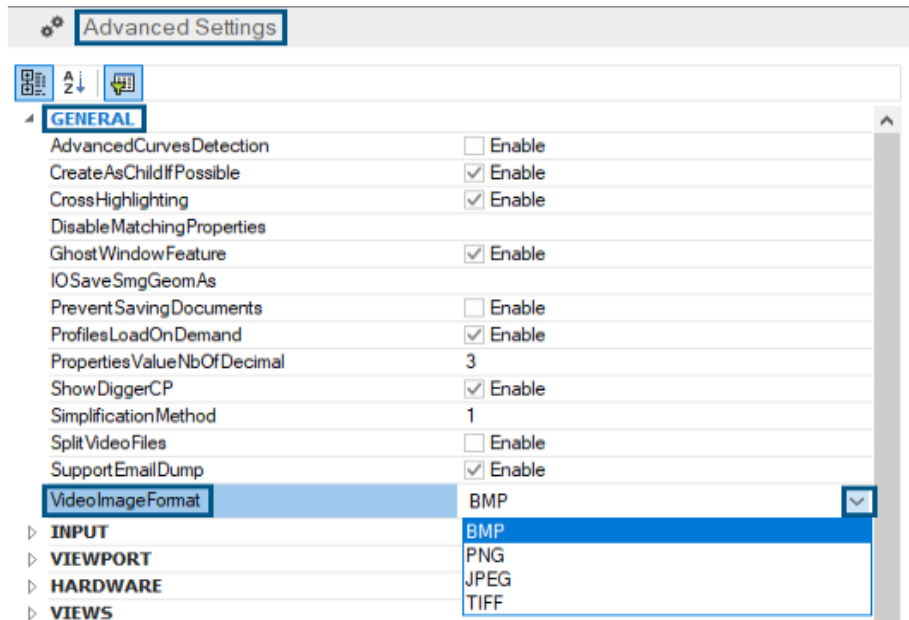 Advanced Settings
GENERAL
AdvancedCurvesDetection Enable
CreateAsChildIfPossible Enable
CrossHighlighting Enable
DisableMatchingProperties
GhostWindowFeature Enable
IOSaveSmgGeomAs
PreventSavingDocuments Enable
ProfilesLoadOnDemand Enable
PropertiesValueNbOfDecimal 3
ShowDiggerCP Enable
SimplificationMethod 1
SplitVideoFiles Enable
SupportEmailDump Enable
VideoImageFormat BMP
INPUT BMP
VIEWPORT PNG
HARDWARE JPEG
VIEWS TIFF